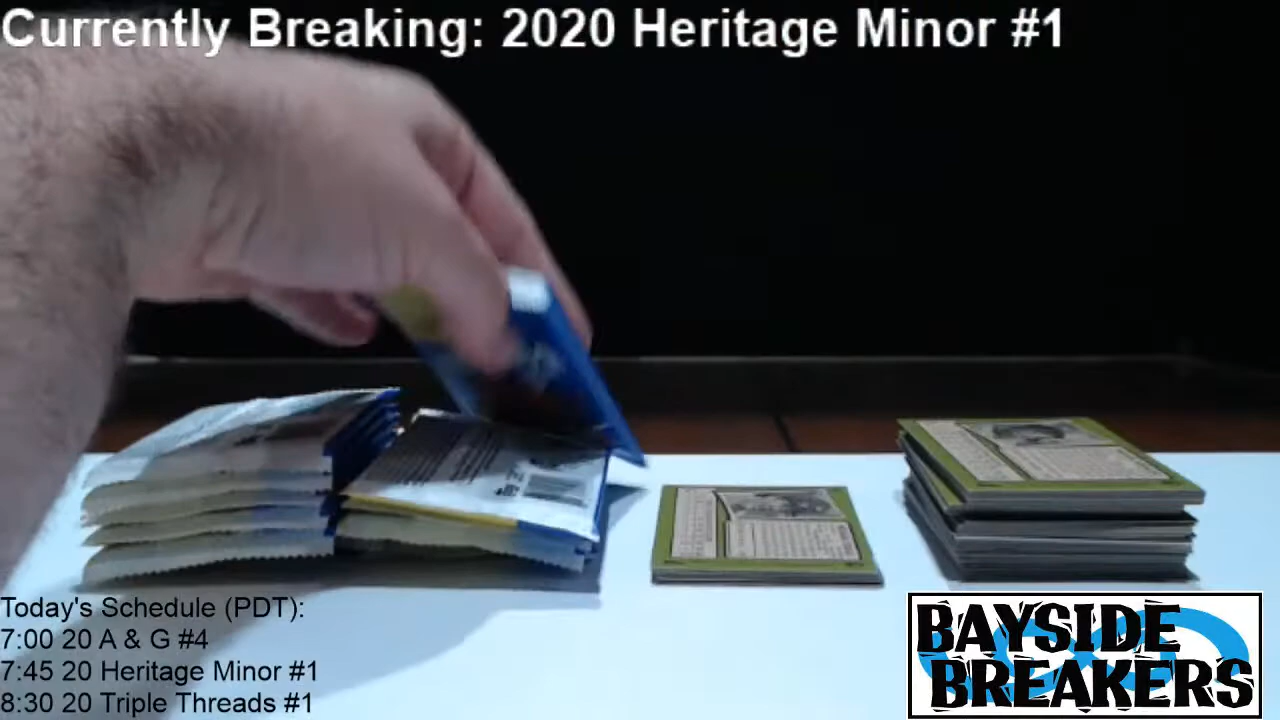 Currently Breaking: 2020 Heritage Minor #1
Today's Schedule (PDT):
7:00 20 A & G #4
7:45 20 Heritage Minor #1
8:30 20 Triple Threads #1
BAYSIDE
BREAKERS